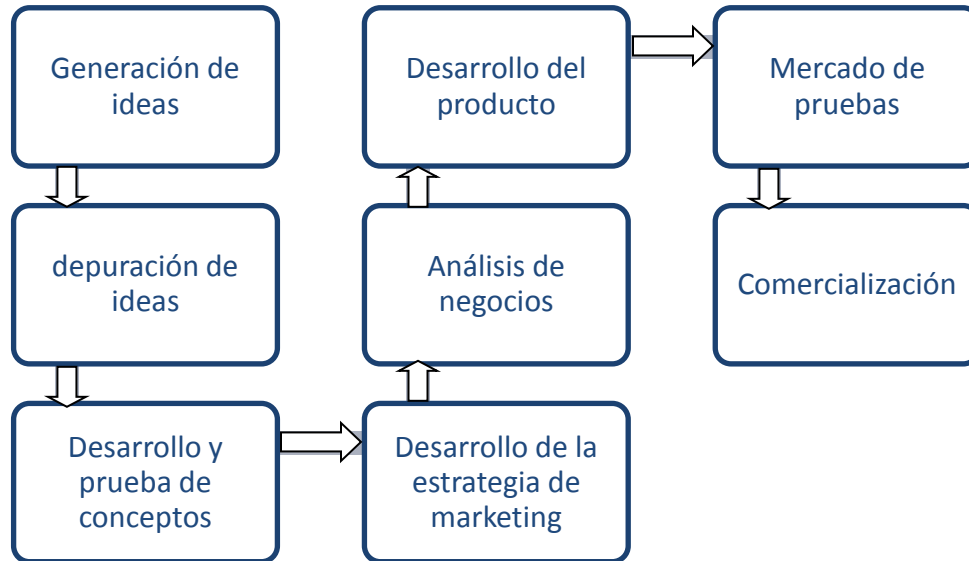 Generación de
ideas
depuración de
ideas
Desarrollo y
prueba de
conceptos
Desarrollo de la
estrategia de
marketing
Análisis de
negocios
Desarrollo del
producto
Mercado de
pruebas
Comercialización